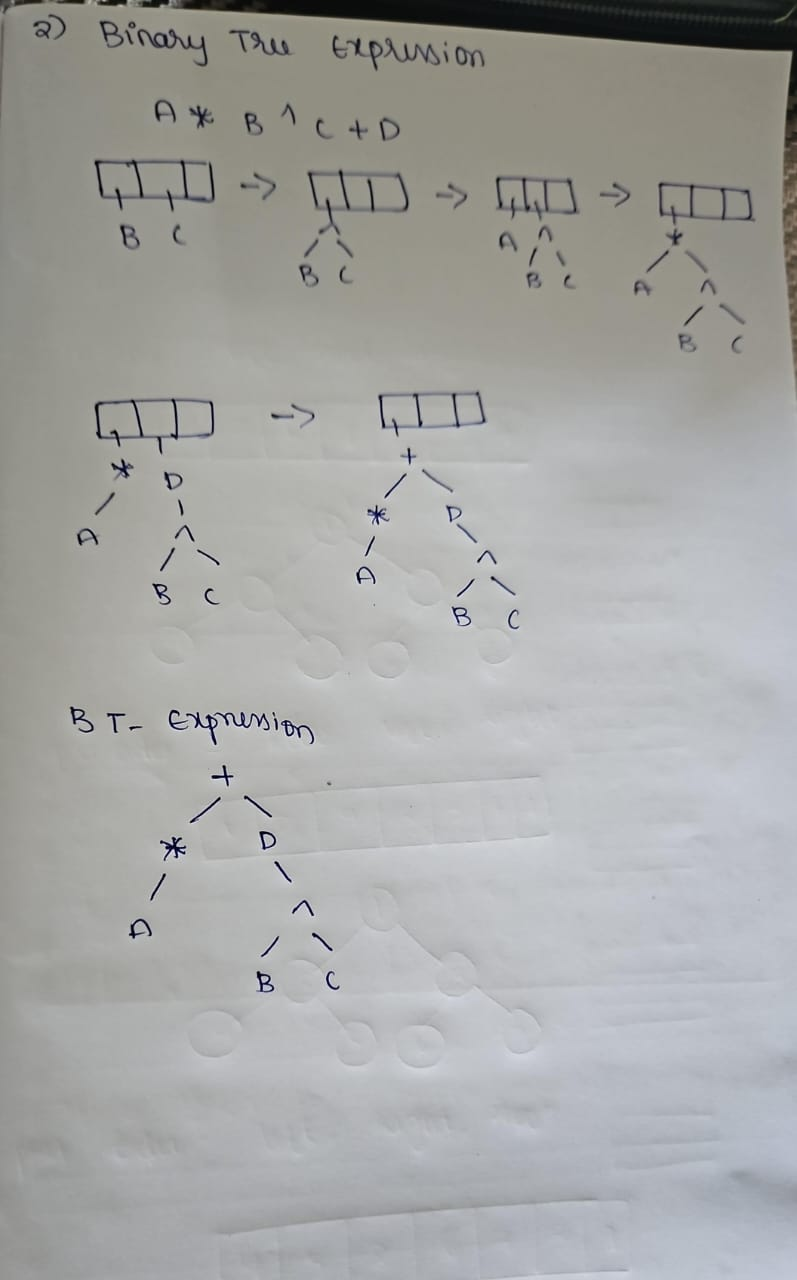 2) Binary Tree Expression
A * B ^ C + D
-> -> ->
B C
A ^
*
B C
B C
A ^
B C
->
* D
+
A ^
* D
B C
A ^
B C
BT- Expression
+
* D
A ^
B C